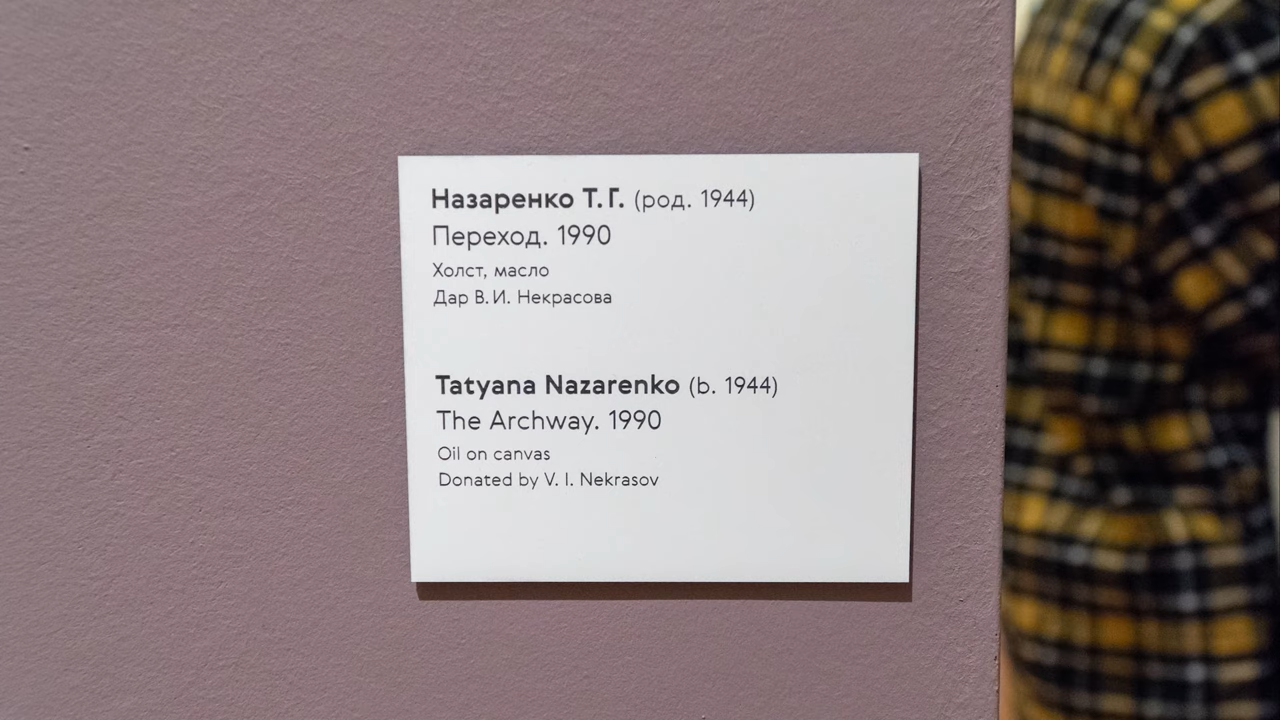 Назаренко Т. Г. (род. 1944)
Переход. 1990
Холст, масло
Дар В. И. Некрасова
Tatyana Nazarenko (b. 1944)
The Archway. 1990
Oil on canvas
Donated by V. I. Nekrasov